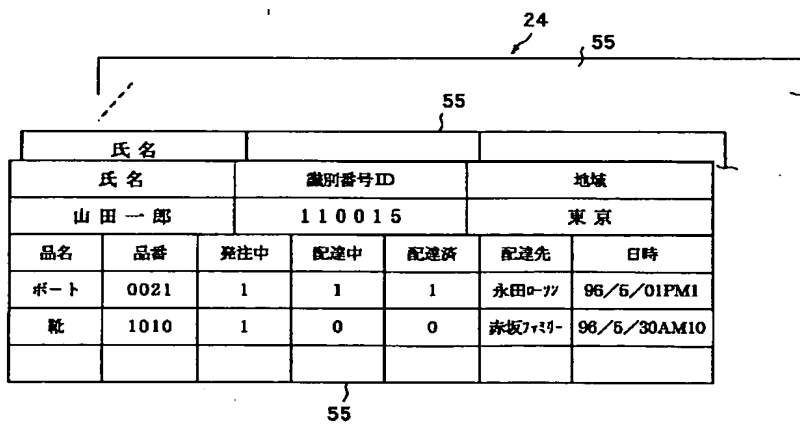 24
55
55
氏名
氏名 識別番号ID 地域
山田一郎 110015 東京
品名 品番 発注中 配達中 配達済 配達先 日時
ボート 0021 1 1 1 永田ローソン 96/5/01PM1
靴 1010 1 0 0 赤坂ファミリー 96/5/30AM10
55